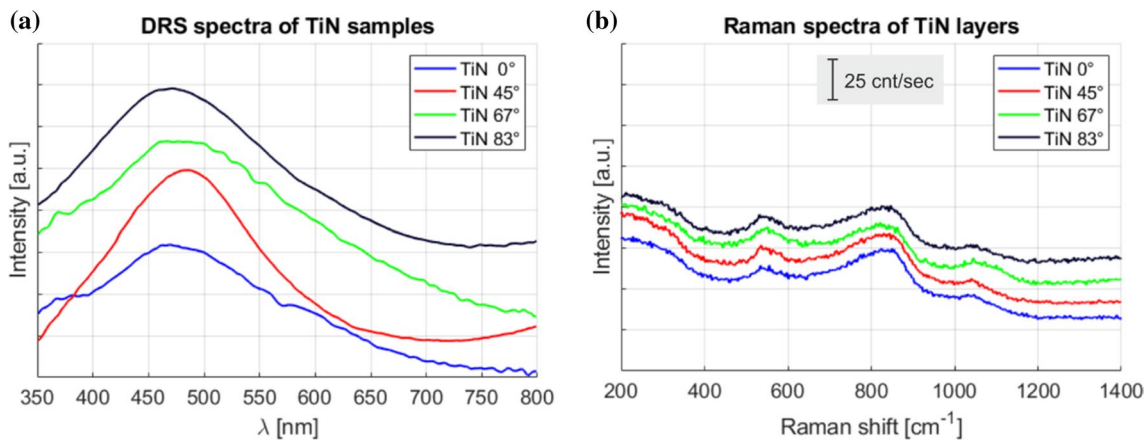 (a)
DRS spectra of TiN samples
TiN 0°
TiN 45°
TiN 67°
TiN 83°
Intensity [a.u.]
350 400 450 500 550 600 650 700 750 800
λ [nm]
(b)
Raman spectra of TiN layers
25 cnt/sec
TiN 0°
TiN 45°
TiN 67°
TiN 83°
Intensity [a.u.]
200 400 600 800 1000 1200 1400
Raman shift [cm⁻¹]